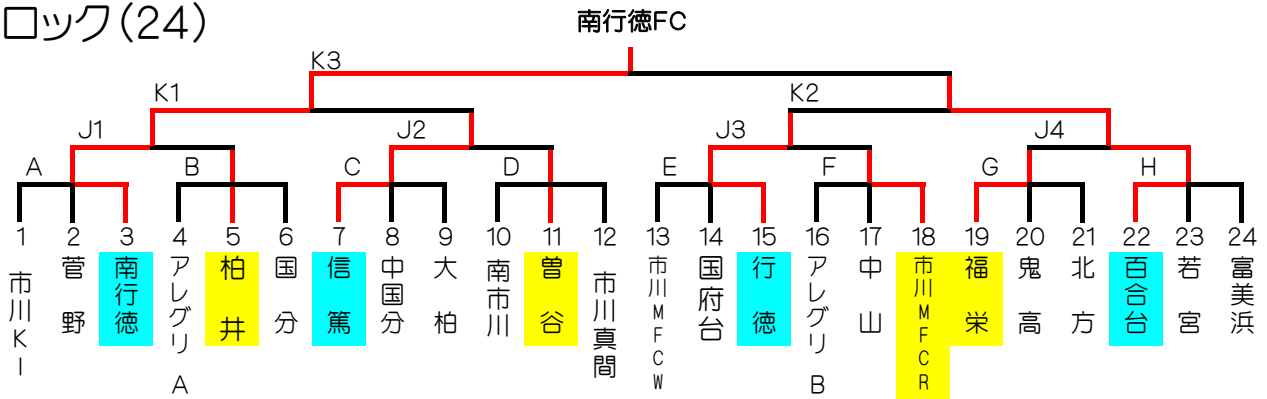 ロック(24)
南行徳FC
K3
K1
K2
J1
J2
J3
J4
A
B
C
D
E
F
G
H
1
2
3
4
5
6
7
8
9
10
11
12
13
14
15
16
17
18
19
20
21
22
23
24
市川KI
菅野
南行徳
アレグリA
柏井
国分
信篤
中国分
大柏
南市川
曽谷
市川真間
市川MFCW
国府台
行徳
アレグリB
中山
市川MFCR
福栄
鬼高
北方
百合台
若宮
富美浜